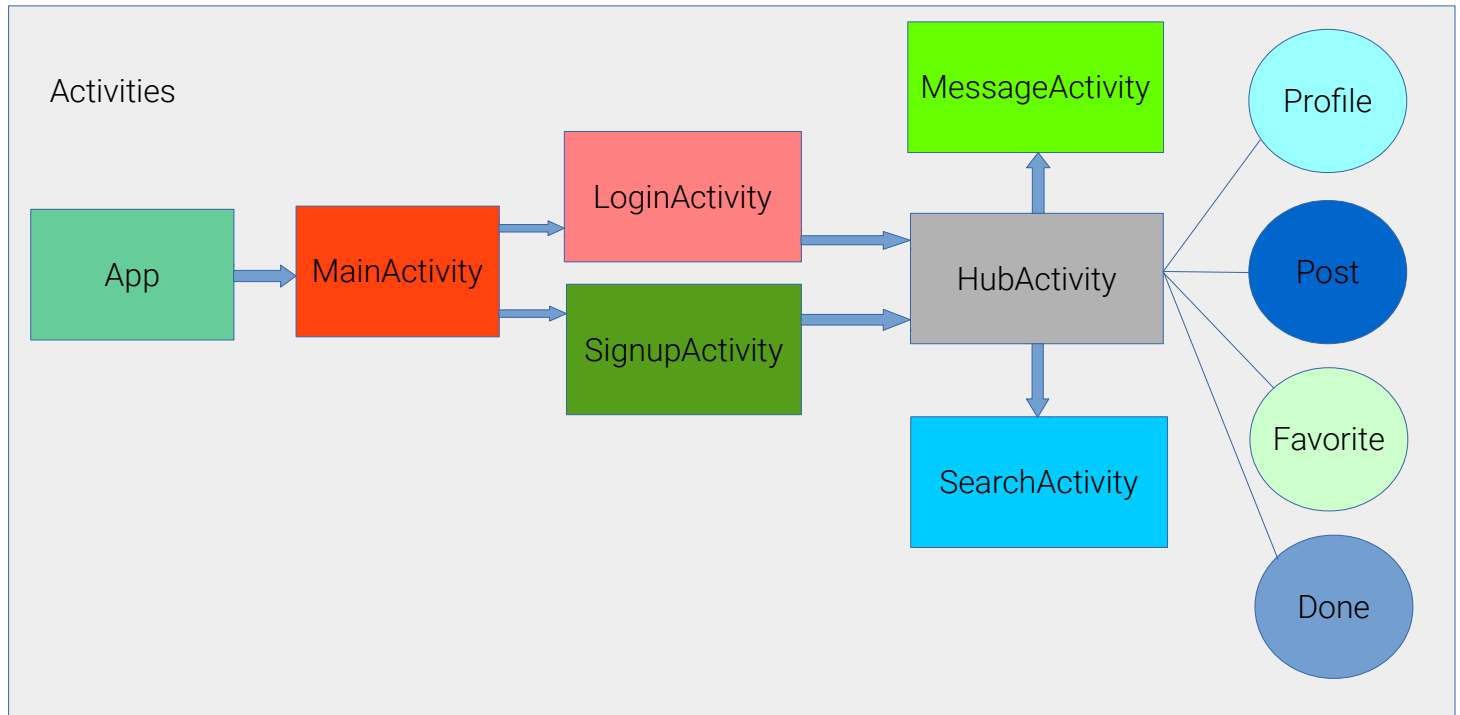 Activities
App
MainActivity
LoginActivity
SignupActivity
MessageActivity
HubActivity
SearchActivity
Profile
Post
Favorite
Done